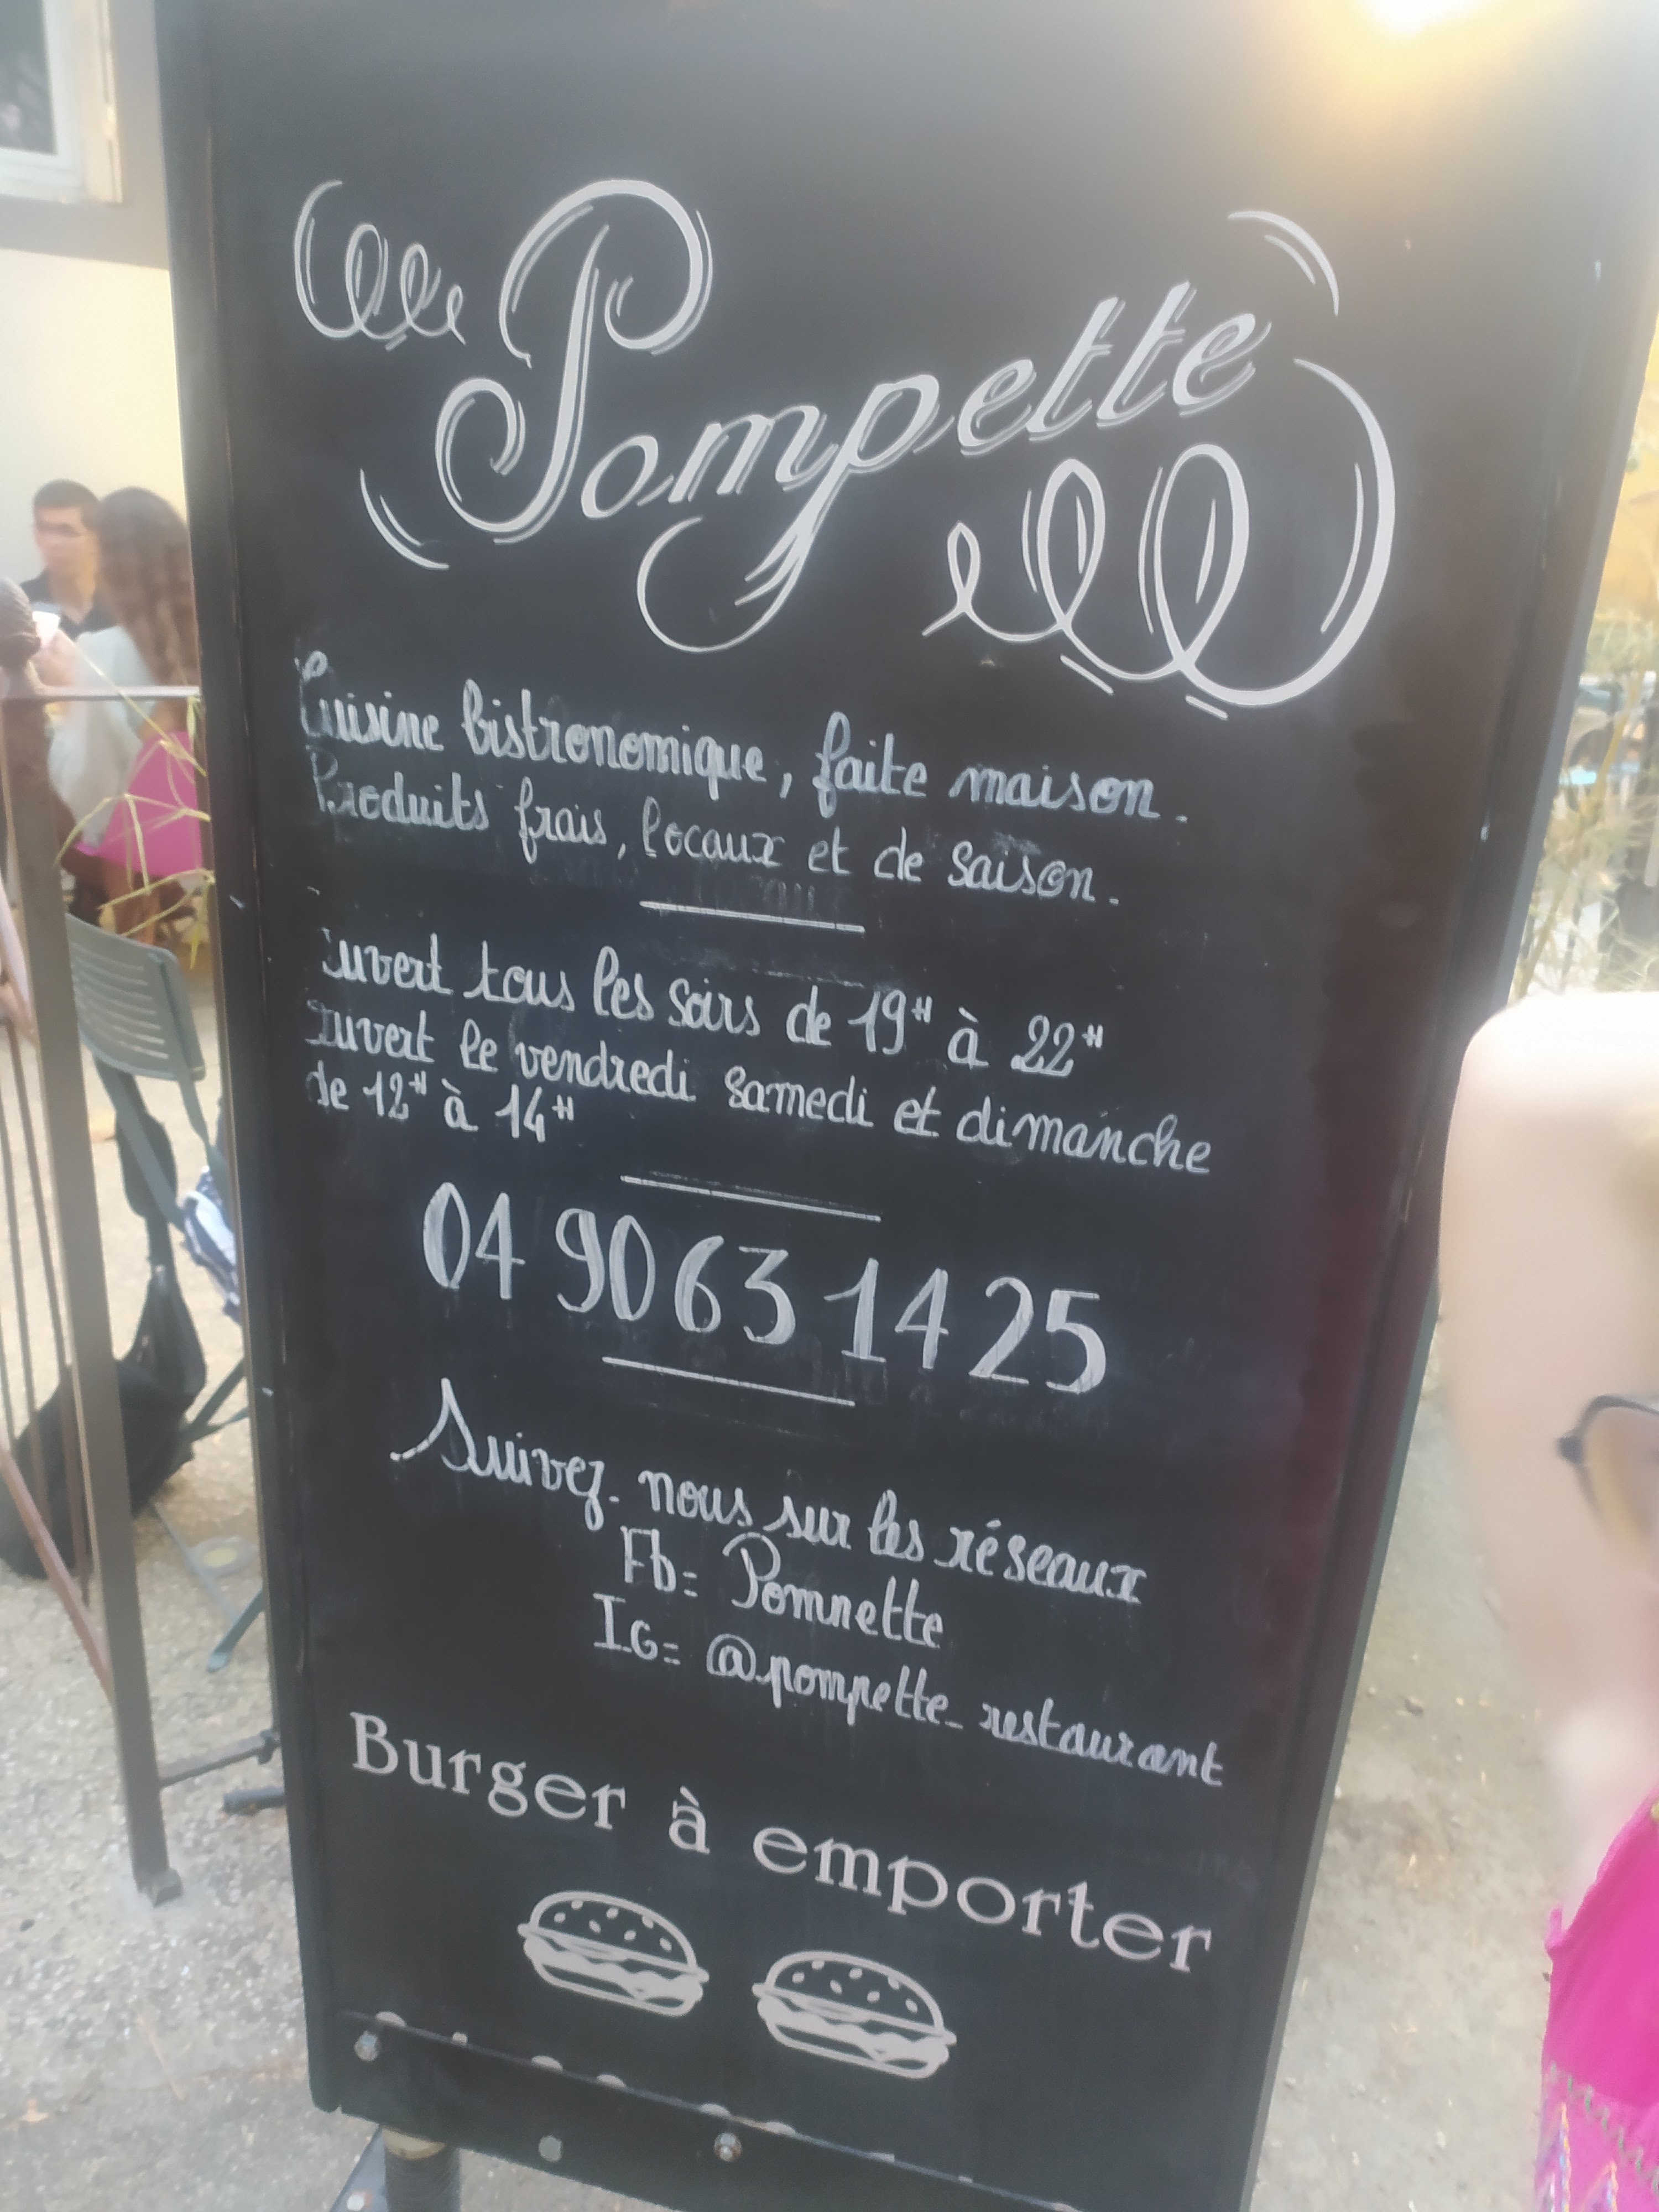 Pompette
Cuisine bistronomique, faite maison.
Produits frais, locaux et de saison.
Ouvert tous les soirs de 19H à 22H
Ouvert le vendredi samedi et dimanche
de 12H à 14H
04 90 63 14 25
Suivez-nous sur les réseaux
Fb= Pompette
IG= @pompette_restaurant
Burger à emporter